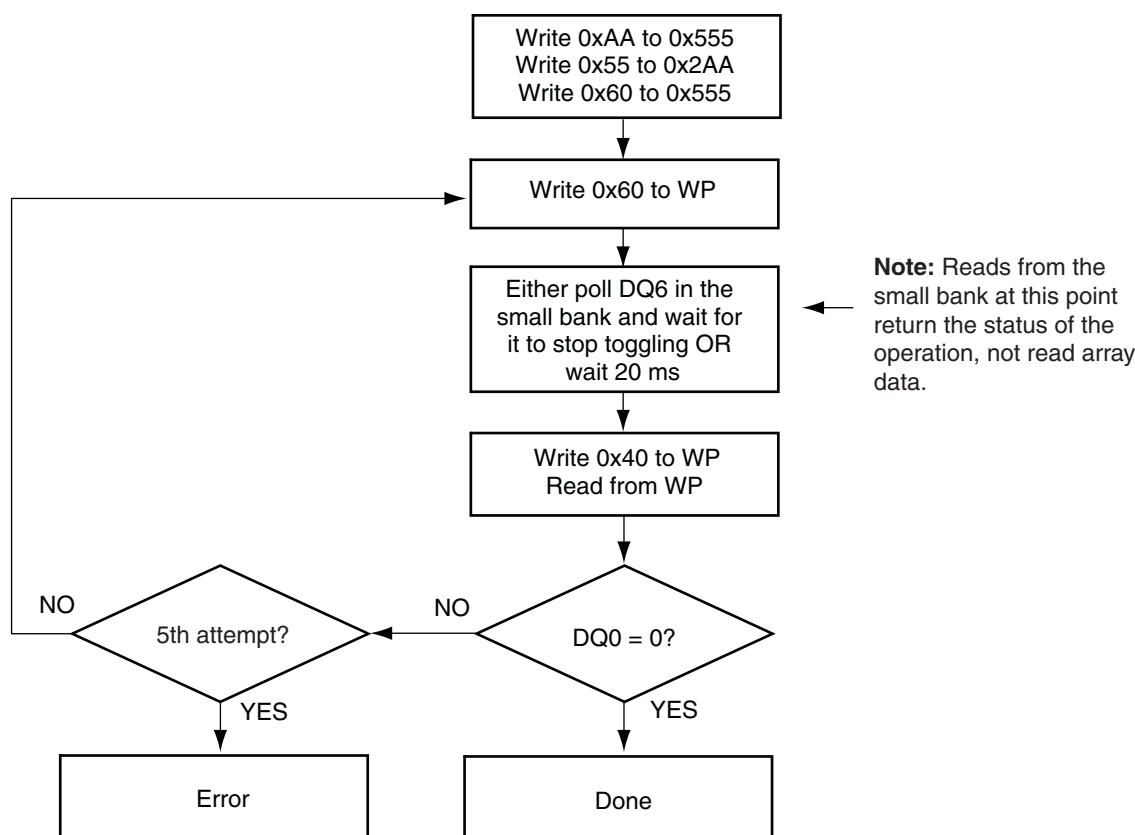 Write 0xAA to 0x555
Write 0x55 to 0x2AA
Write 0x60 to 0x555
Write 0x60 to WP
Either poll DQ6 in the
small bank and wait for
it to stop toggling OR
wait 20 ms
Note: Reads from the
small bank at this point
return the status of the
operation, not read array
data.
Write 0x40 to WP
Read from WP
NO
5th attempt?
NO
DQ0 = 0?
YES
YES
Error
Done